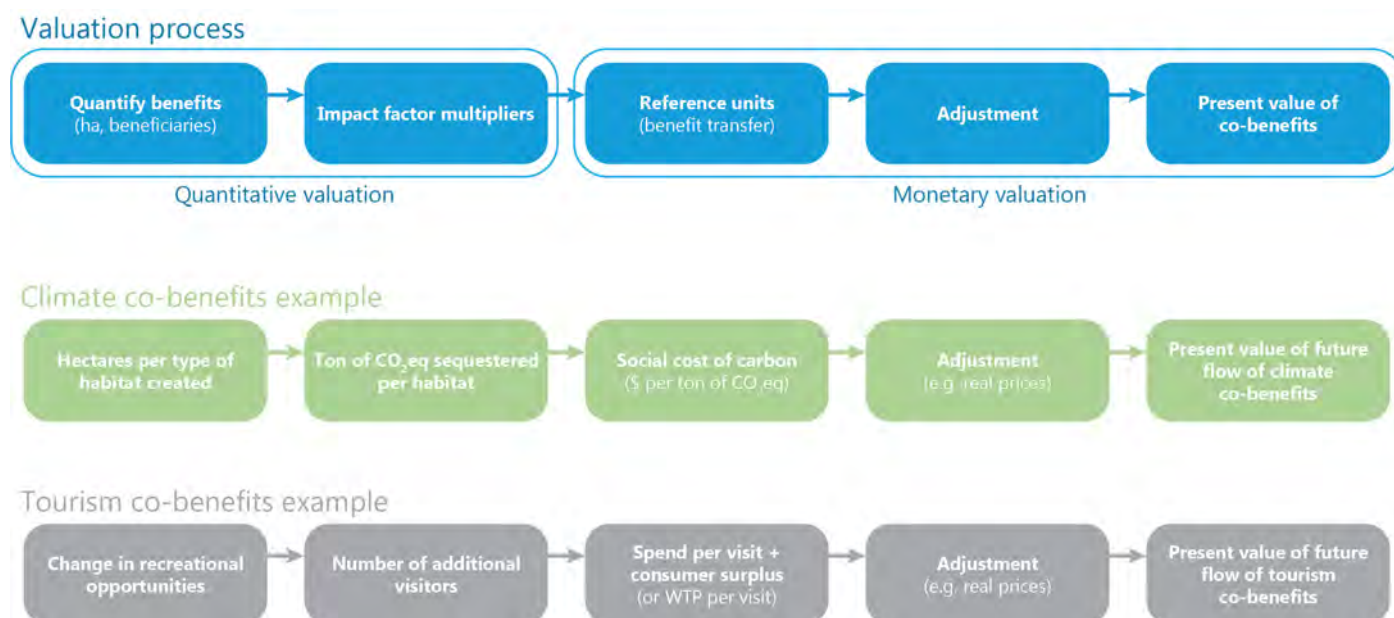 Valuation process
Quantify benefits
(ha, beneficiaries)
Impact factor multipliers
Reference units
(benefit transfer)
Adjustment
Present value of
co-benefits
Quantitative valuation
Monetary valuation
Climate co-benefits example
Hectares per type of
habitat created
Ton of CO₂eq sequestered
per habitat
Social cost of carbon
($ per ton of CO₂eq)
Adjustment
(e.g. real prices)
Present value of future
flow of climate
co-benefits
Tourism co-benefits example
Change in recreational
opportunities
Number of additional
visitors
Spend per visit +
consumer surplus
(or WTP per visit)
Adjustment
(e.g. real prices)
Present value of future
flow of tourism
co-benefits